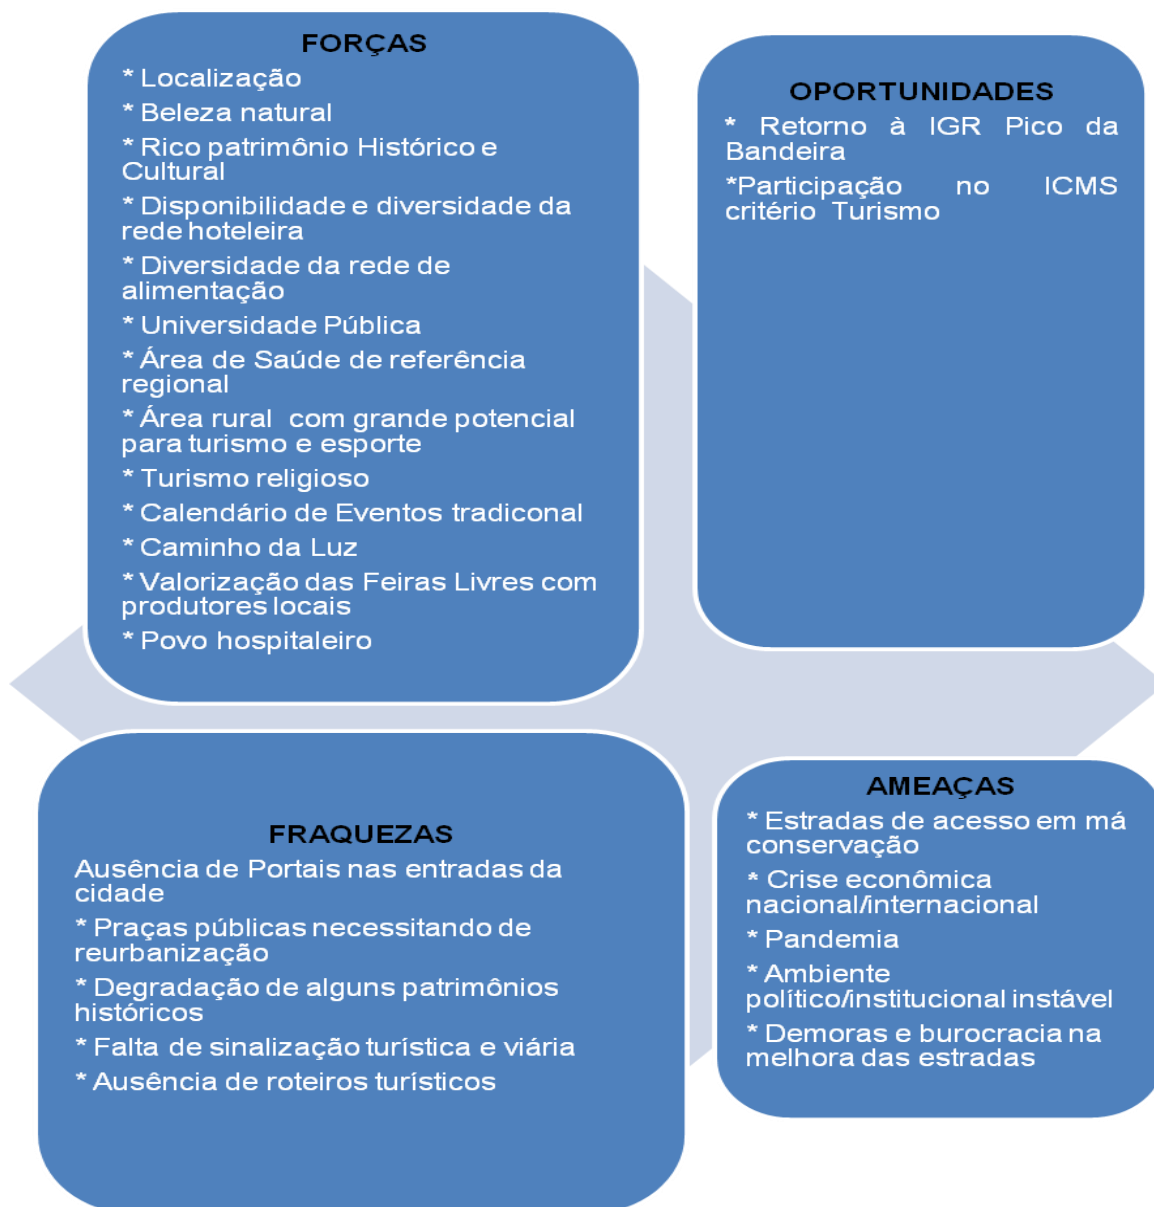 FORÇAS
* Localização
* Beleza natural
* Rico patrimônio Histórico e
Cultural
* Disponibilidade e diversidade da
rede hoteleira
* Diversidade da rede de
alimentação
* Universidade Pública
* Área de Saúde de referência
regional
* Área rural com grande potencial
para turismo e esporte
* Turismo religioso
* Calendário de Eventos tradiconal
* Caminho da Luz
* Valorização das Feiras Livres com
produtores locais
* Povo hospitaleiro
OPORTUNIDADES
* Retorno à IGR Pico da
Bandeira
*Participação no ICMS
critério Turismo
FRAQUEZAS
Ausência de Portais nas entradas da
cidade
* Praças públicas necessitando de
reurbanização
* Degradação de alguns patrimônios
históricos
* Falta de sinalização turística e viária
* Ausência de roteiros turísticos
AMEAÇAS
* Estradas de acesso em má
conservação
* Crise econômica
nacional/internacional
* Pandemia
* Ambiente
político/institucional instável
* Demoras e burocracia na
melhora das estradas